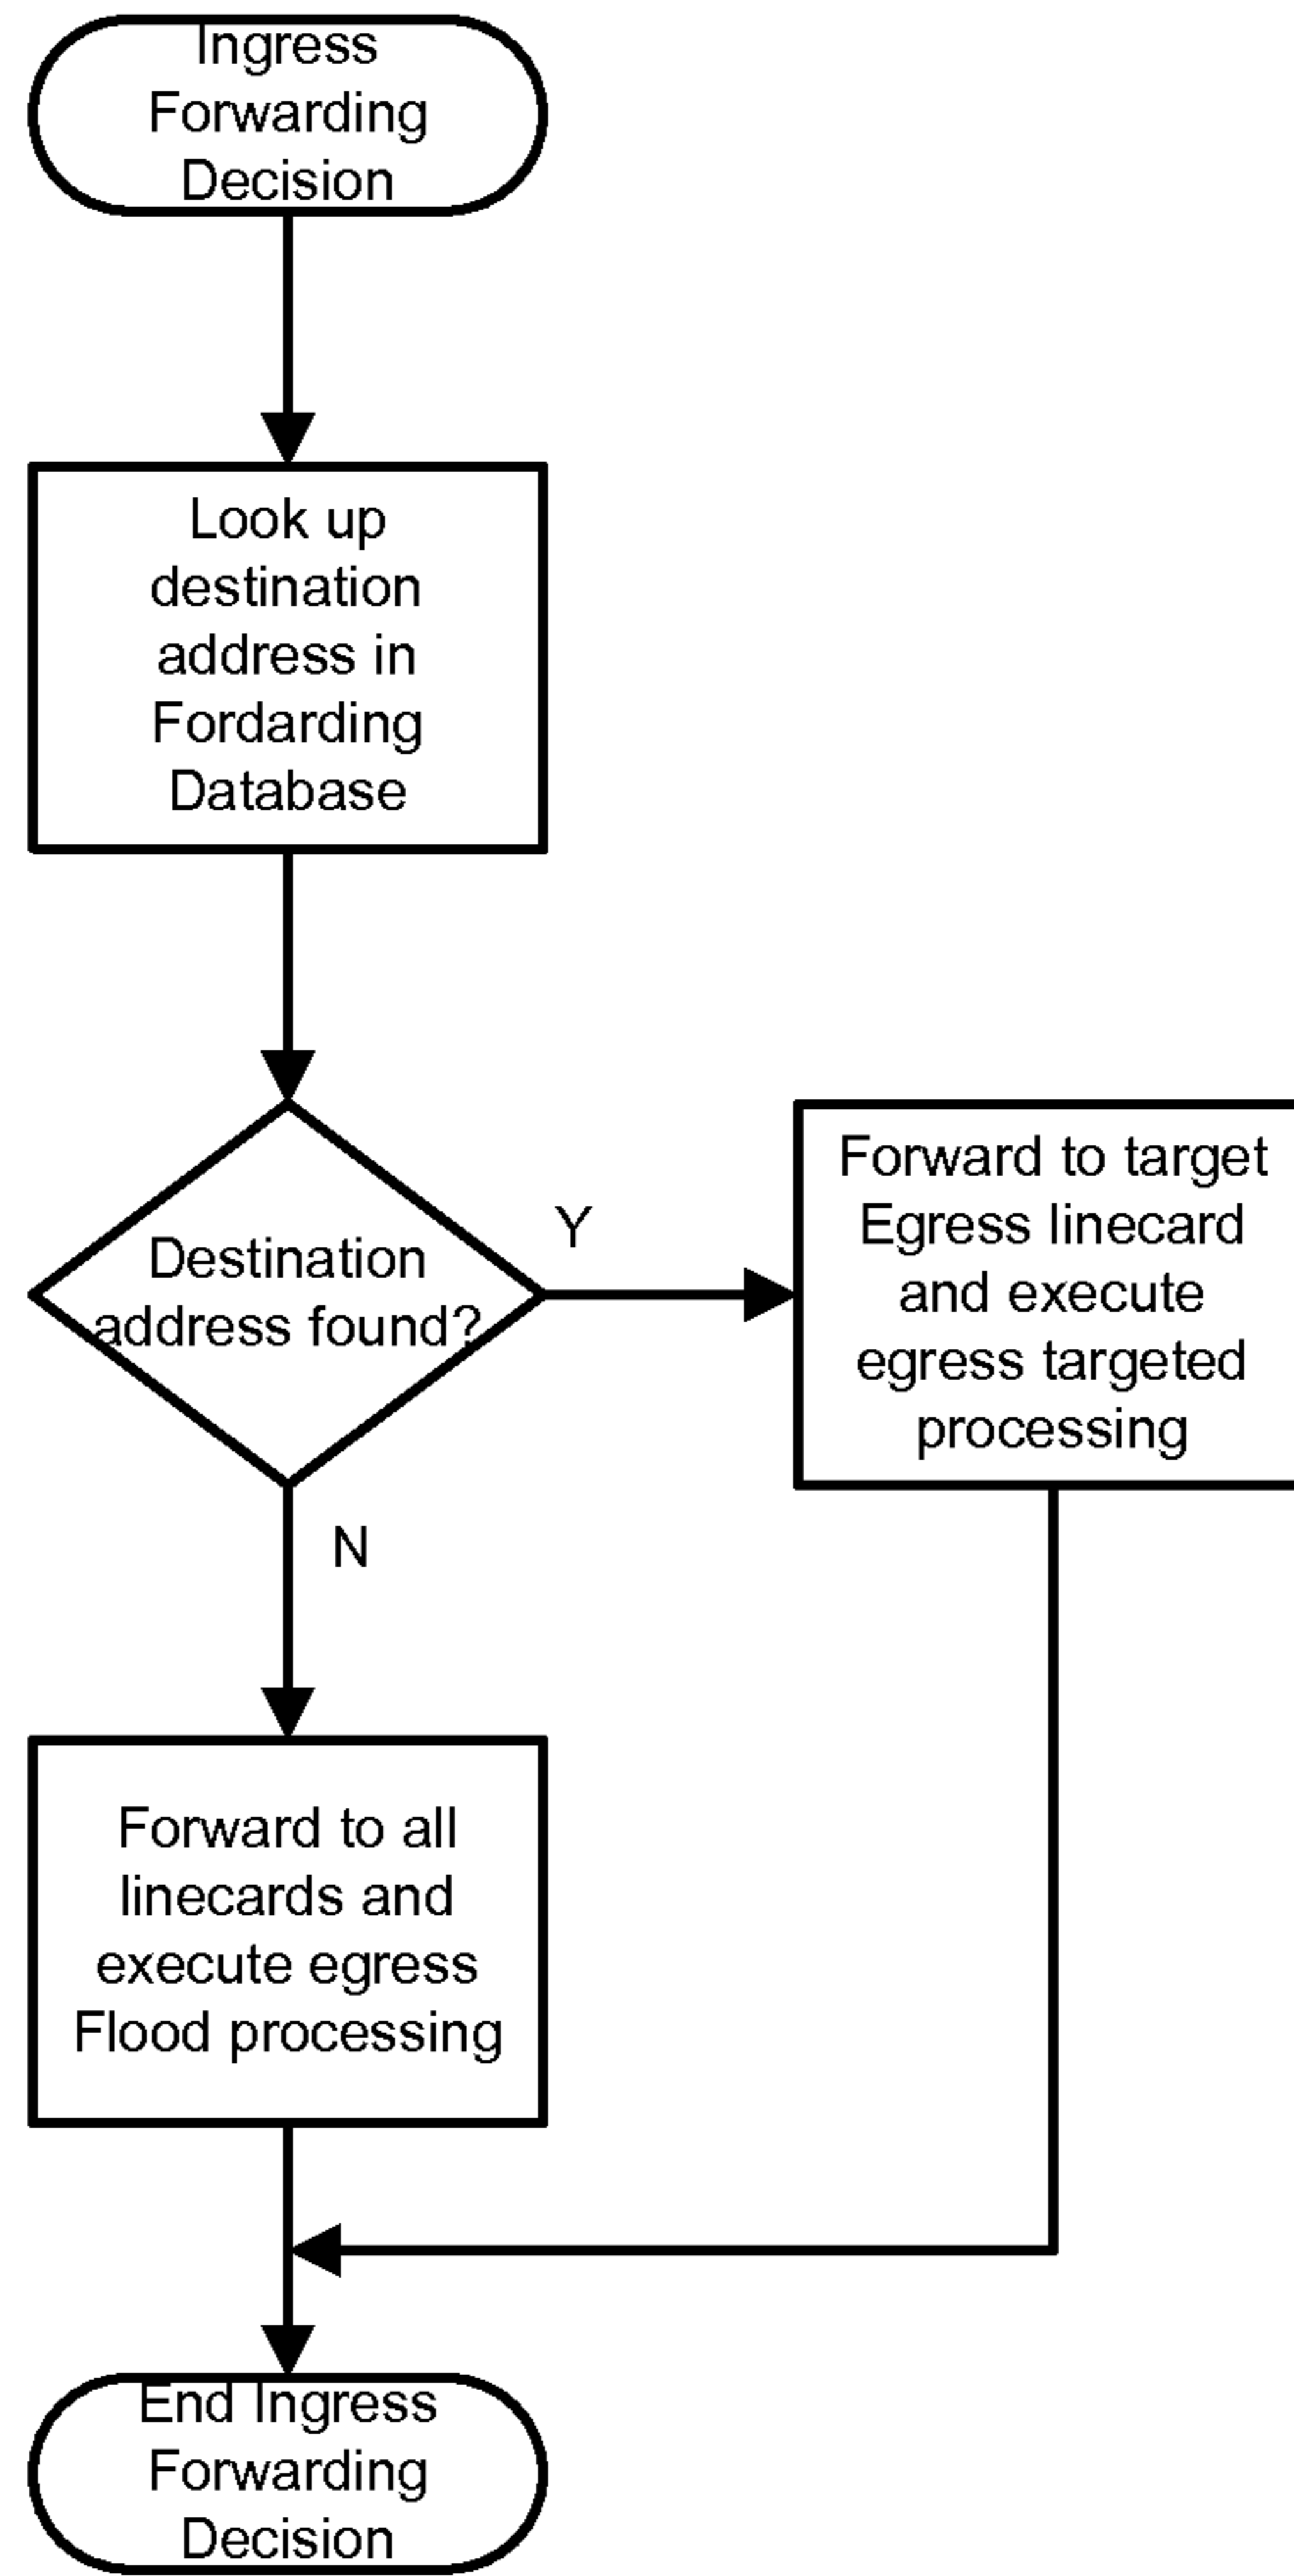 Ingress
Forwarding
Decision
Look up
destination
address in
Fordarding
Database
Destination
address found?
Y
Forward to target
Egress linecard
and execute
egress targeted
processing
N
Forward to all
linecards and
execute egress
Flood processing
End Ingress
Forwarding
Decision